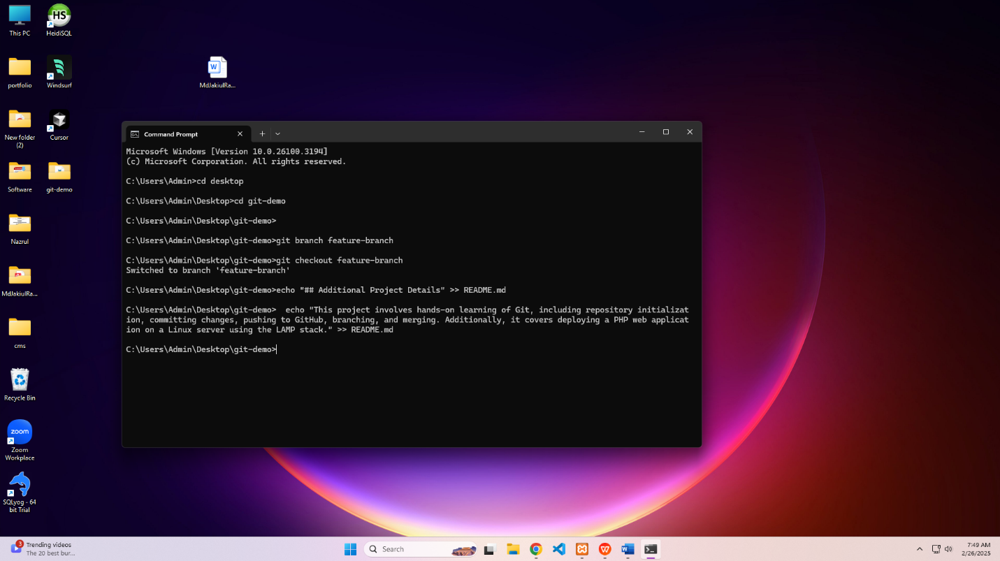 This PC
HeidiSQL
portfolio
Windsurf
MdJakiulRa...
New folder
(2)
Cursor
Software
git-demo
Nazrul
MdJakiulRa...
cms
Recycle Bin
zoom
Zoom
Workplace
SQLyog - 64
bit Trial
Command Prompt
Microsoft Windows [Version 10.0.26100.3194]
(c) Microsoft Corporation. All rights reserved.
C:\Users\Admin>cd desktop
C:\Users\Admin\Desktop>cd git-demo
C:\Users\Admin\Desktop\git-demo>
C:\Users\Admin\Desktop\git-demo>git branch feature-branch
C:\Users\Admin\Desktop\git-demo>git checkout feature-branch
Switched to branch 'feature-branch'
C:\Users\Admin\Desktop\git-demo>echo "## Additional Project Details" >> README.md
C:\Users\Admin\Desktop\git-demo>  echo "This project involves hands-on learning of Git, including repository initializat
ion, committing changes, pushing to GitHub, branching, and merging. Additionally, it covers deploying a PHP web applicat
ion on a Linux server using the LAMP stack." >> README.md
C:\Users\Admin\Desktop\git-demo>
3
Trending videos
The 20 best bur...
Search
7:49 AM
2/26/2025